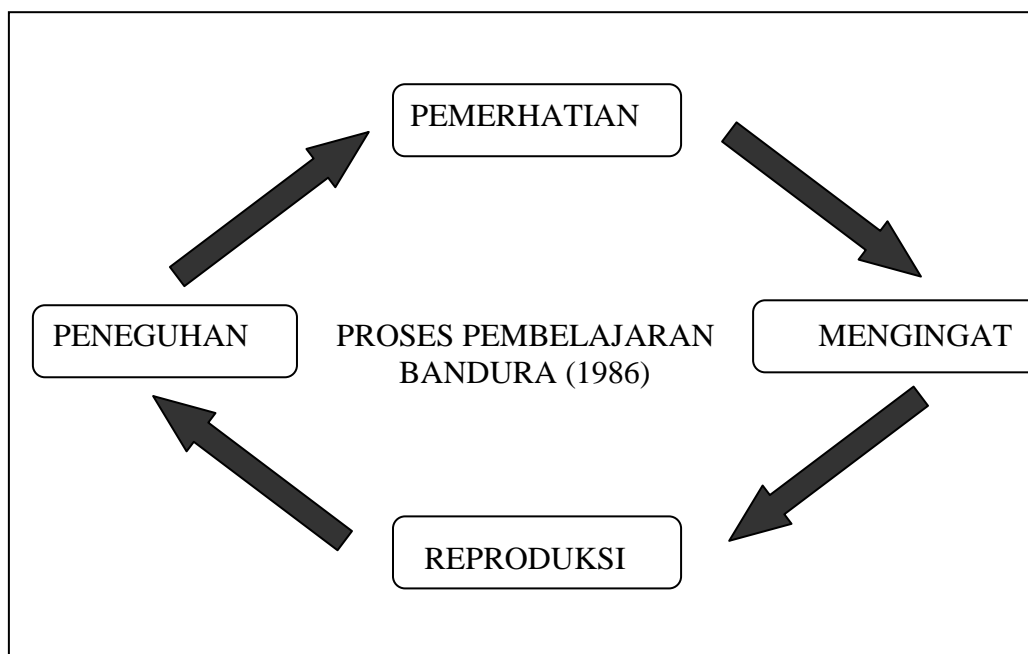 PEMERHATIAN
PENEGUHAN
PROSES PEMBELAJARAN
BANDURA (1986)
MENGINGAT
REPRODUKSI